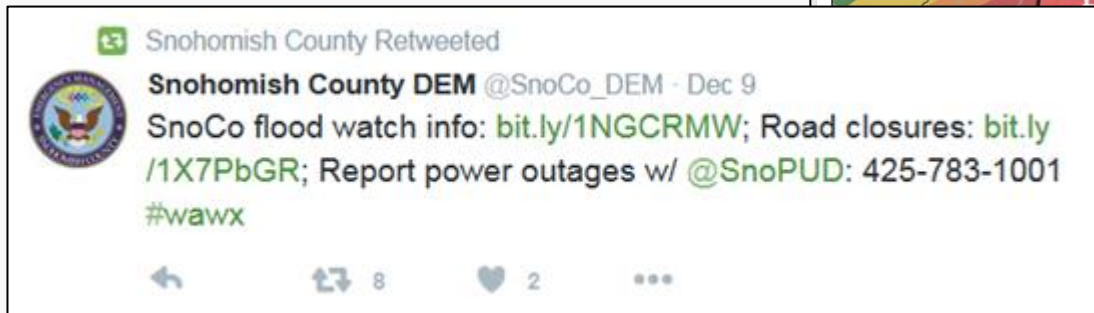 Snohomish County Retweeted
Snohomish County DEM @SnoCo_DEM · Dec 9
SnoCo flood watch info: bit.ly/1NGCRMW; Road closures: bit.ly
/1X7PbGR; Report power outages w/ @SnoPUD: 425-783-1001
#wawx
8 2